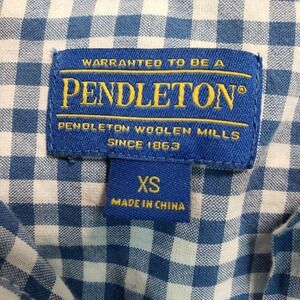 WARRANTED TO BE A
PENDLETON®
PENDLETON WOOLEN MILLS
SINCE 1863
XS
MADE IN CHINA